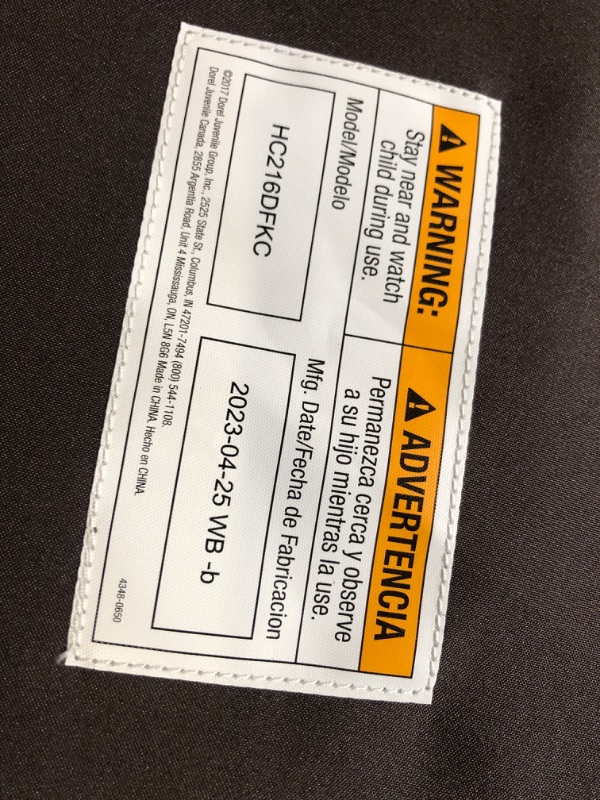 ⚠ WARNING:
Stay near and watch
child during use.
⚠ ADVERTENCIA
Permanezca cerca y observe
a su hijo mientras la use.
Model/Modelo
HC216DFKC
Mfg. Date/Fecha de Fabricacion
2023-04-25 WB -b
©2017 Dorel Juvenile Group, Inc., 2525 State St., Columbus, IN 47201-7494 (800) 544-1108.
Dorel Juvenile Canada, 2855 Argentia Road, Unit 4 Mississauga, ON, L5N 8G6 Made in CHINA. Hecho en CHINA.
4348-0650